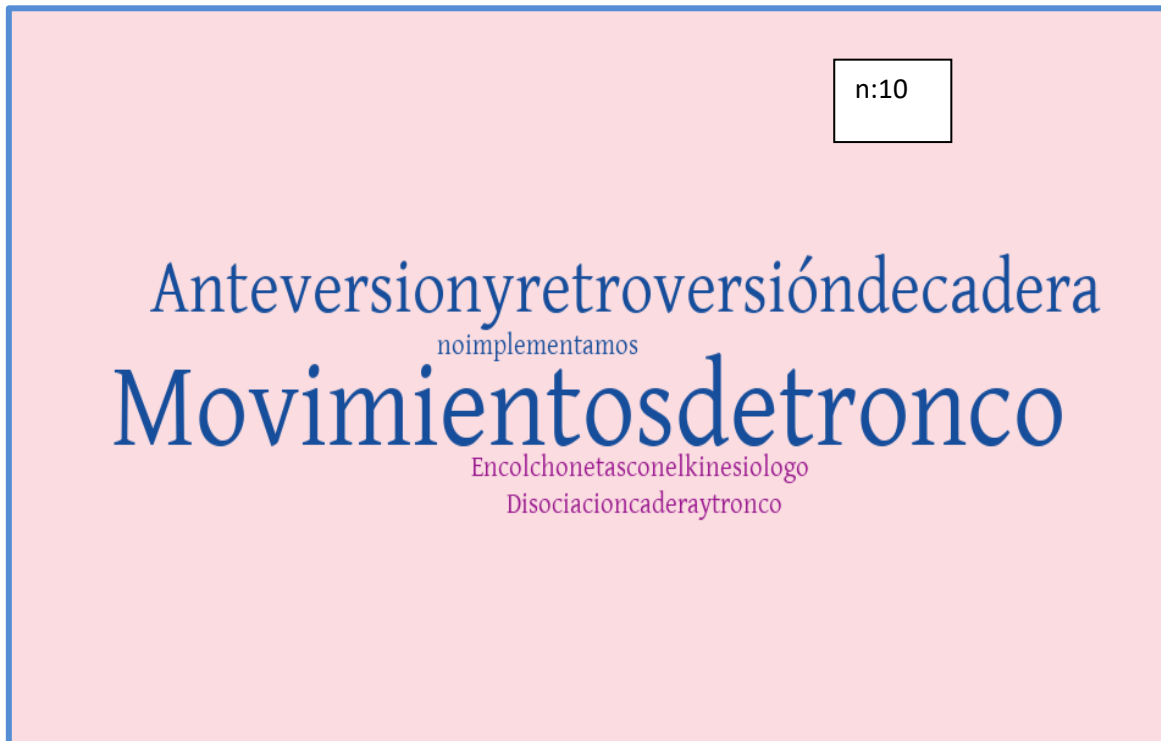 n:10
Anteversionyretroversióndecadera
noimplementamos
Movimientosdetronco
Encolchonetasconelkinesiologo
Disociacioncaderaytronco